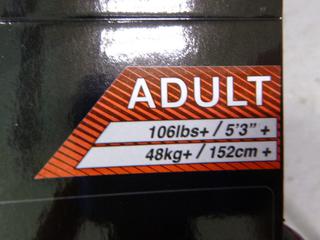 ADULT
106lbs+ / 5'3" +
48kg+ / 152cm +